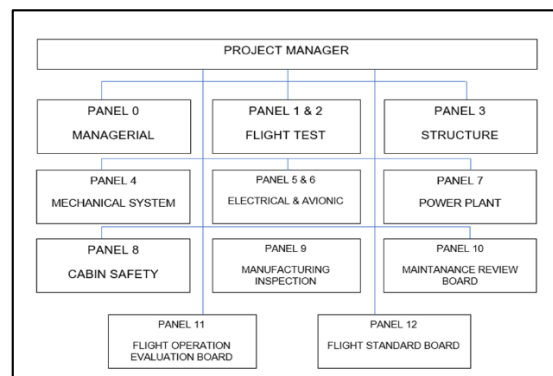 PROJECT MANAGER
PANEL 0
MANAGERIAL
PANEL 1 & 2
FLIGHT TEST
PANEL 3
STRUCTURE
PANEL 4
MECHANICAL SYSTEM
PANEL 5 & 6
ELECTRICAL & AVIONIC
PANEL 7
POWER PLANT
PANEL 8
CABIN SAFETY
PANEL 9
MANUFACTURING
INSPECTION
PANEL 10
MAINTANANCE REVIEW
BOARD
PANEL 11
FLIGHT OPERATION
EVALUATION BOARD
PANEL 12
FLIGHT STANDARD BOARD